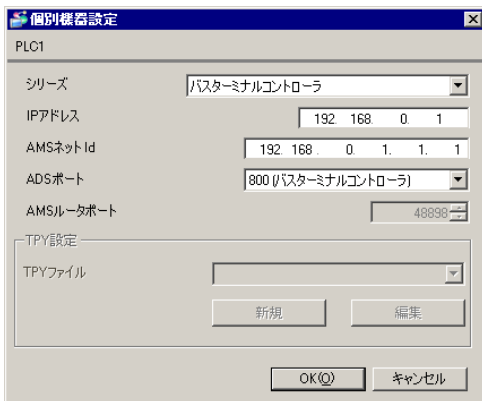 個別機器設定
PLC1
シリーズ バスターミナルコントローラ
IPアドレス 192. 168. 0. 1
AMSネットId 192. 168. 0. 1. 1. 1
ADSポート 800 (バスターミナルコントローラ)
AMSルータポート 48898
TPY設定
TPYファイル
新規 編集
OK(O) キャンセル